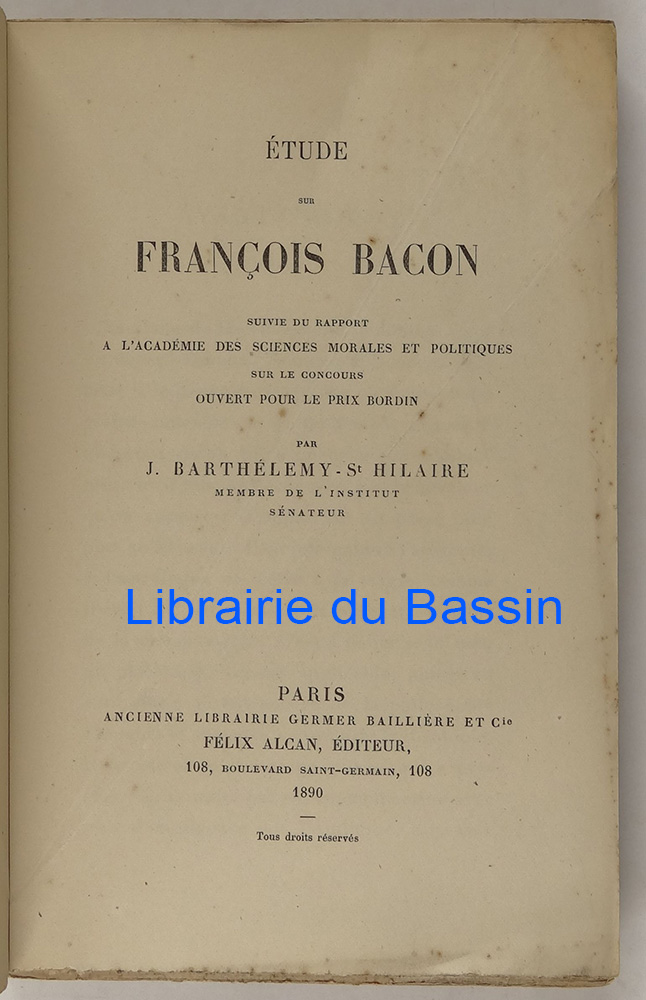 ÉTUDE
SUR
FRANÇOIS BACON
SUIVIE DU RAPPORT
A L'ACADÉMIE DES SCIENCES MORALES ET POLITIQUES
SUR LE CONCOURS
OUVERT POUR LE PRIX BORDIN
PAR
J. BARTHÉLEMY-St HILAIRE
MEMBRE DE L'INSTITUT
SÉNATEUR
Librairie du Bassin
PARIS
ANCIENNE LIBRAIRIE GERMER BAILLIÈRE ET Cie
FÉLIX ALCAN, ÉDITEUR,
108, BOULEVARD SAINT-GERMAIN, 108
1890
Tous droits réservés